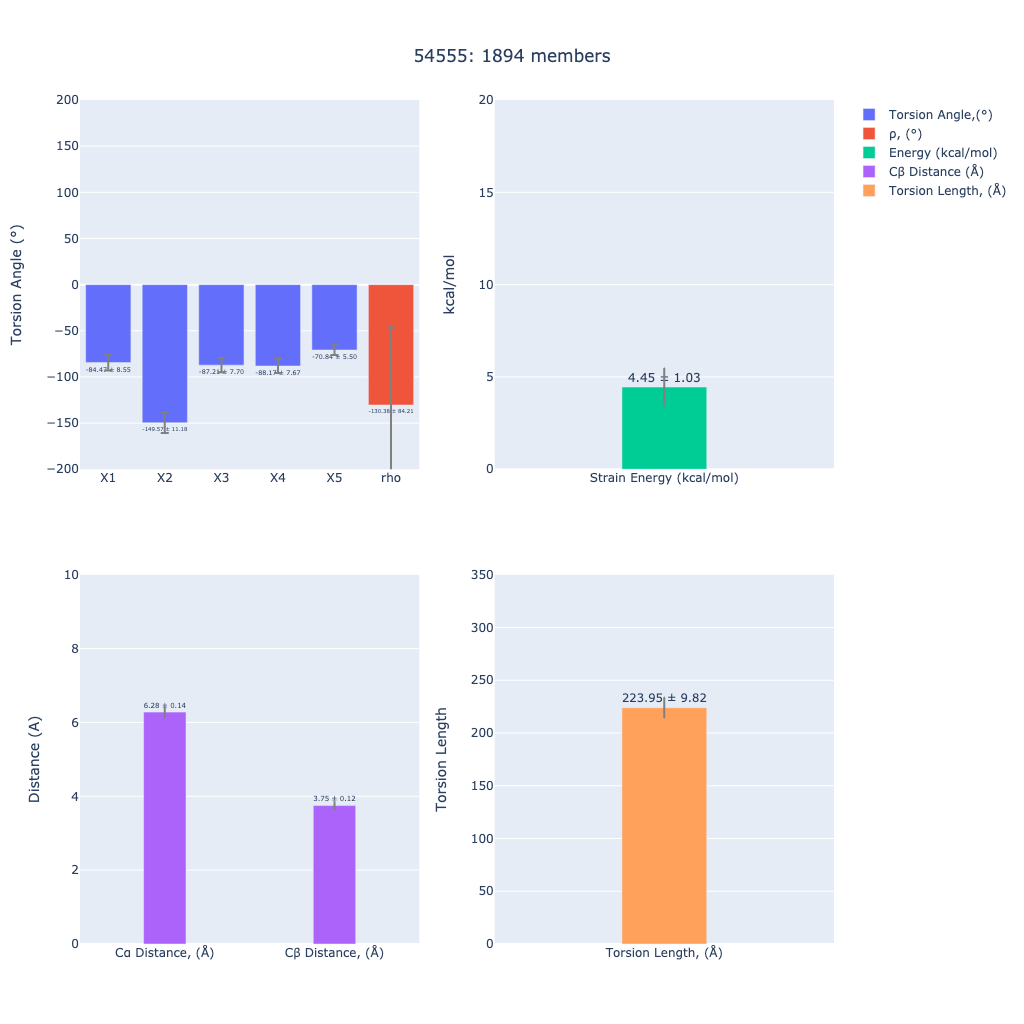 54555: 1894 members
200
150
100
50
0
−50
−100
−150
−200
Torsion Angle (°)
-84.47 ± 8.55
-149.57 ± 11.18
-87.21 ± 7.70
-88.17 ± 7.67
-70.84 ± 5.50
-130.38 ± 84.21
X1 X2 X3 X4 X5 rho
20
15
10
5
0
kcal/mol
4.45 ± 1.03
Strain Energy (kcal/mol)
Torsion Angle,(°)
ρ, (°)
Energy (kcal/mol)
Cβ Distance (Å)
Torsion Length, (Å)
10
8
6
4
2
0
Distance (A)
6.28 ± 0.14
3.75 ± 0.12
Cα Distance, (Å) Cβ Distance, (Å)
350
300
250
200
150
100
50
0
Torsion Length
223.95 ± 9.82
Torsion Length, (Å)